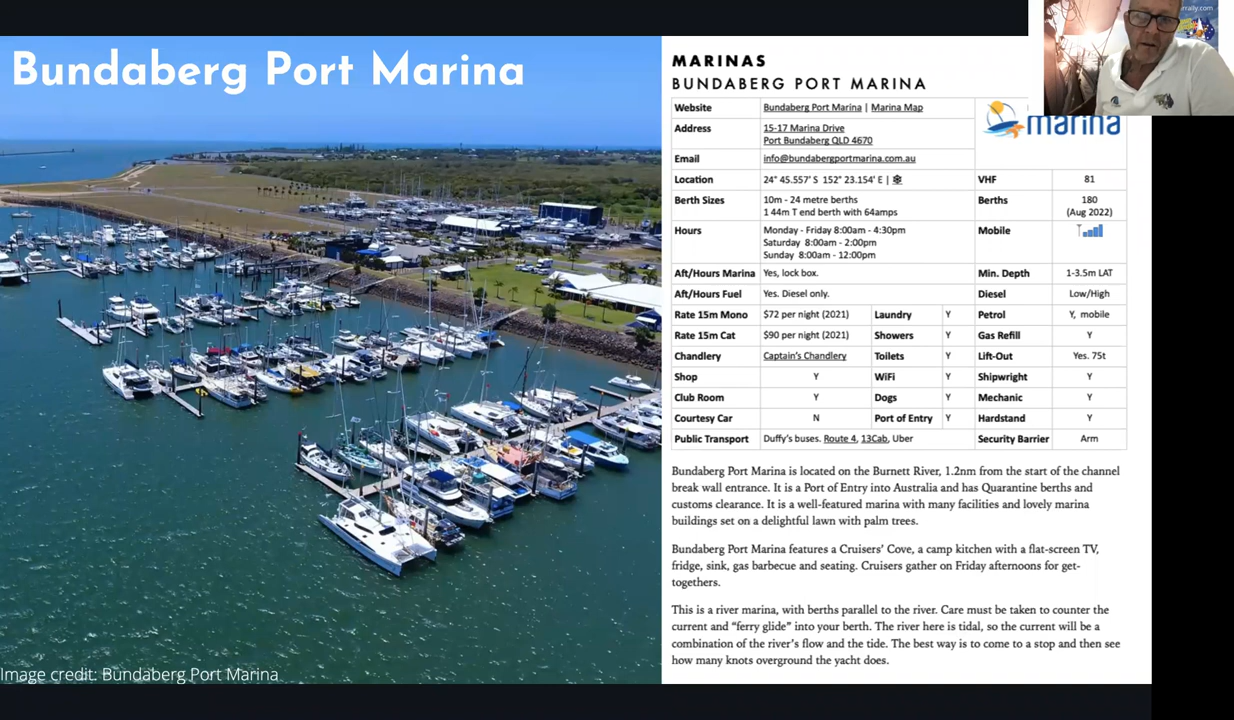 Bundaberg Port Marina
MARINAS
BUNDABERG PORT MARINA
Website Bundaberg Port Marina | Marina Map
Address 15-17 Marina Drive
Port Bundaberg QLD 4670
Email info@bundabergportmarina.com.au
marina
Location 24° 45.557' S 152° 23.154' E | VHF 81
Berth Sizes 10m - 24 metre berths Berths 180
1 44m T end berth with 64amps (Aug 2022)
Hours Monday - Friday 8:00am - 4:30pm Mobile
Saturday 8:00am - 2:00pm
Sunday 8:00am - 12:00pm
Aft/Hours Marina Yes, lock box. Min. Depth 1-3.5m LAT
Aft/Hours Fuel Yes. Diesel only. Diesel Low/High
Rate 15m Mono $72 per night (2021) Laundry Y Petrol Y, mobile
Rate 15m Cat $90 per night (2021) Showers Y Gas Refill Y
Chandlery Captain's Chandlery Toilets Y Lift-Out Yes. 75t
Shop Y WiFi Y Shipwright Y
Club Room Y Dogs Y Mechanic Y
Courtesy Car N Port of Entry Y Hardstand Y
Public Transport Duffy's buses. Route 4, 13Cab, Uber Security Barrier Arm
Bundaberg Port Marina is located on the Burnett River, 1.2nm from the start of the channel
break wall entrance. It is a Port of Entry into Australia and has Quarantine berths and
customs clearance. It is a well-featured marina with many facilities and lovely marina
buildings set on a delightful lawn with palm trees.
Bundaberg Port Marina features a Cruisers' Cove, a camp kitchen with a flat-screen TV,
fridge, sink, gas barbecue and seating. Cruisers gather on Friday afternoons for get-
togethers.
This is a river marina, with berths parallel to the river. Care must be taken to counter the
current and “ferry glide” into your berth. The river here is tidal, so the current will be a
combination of the river's flow and the tide. The best way is to come to a stop and then see
how many knots overground the yacht does.
Image credit: Bundaberg Port Marina